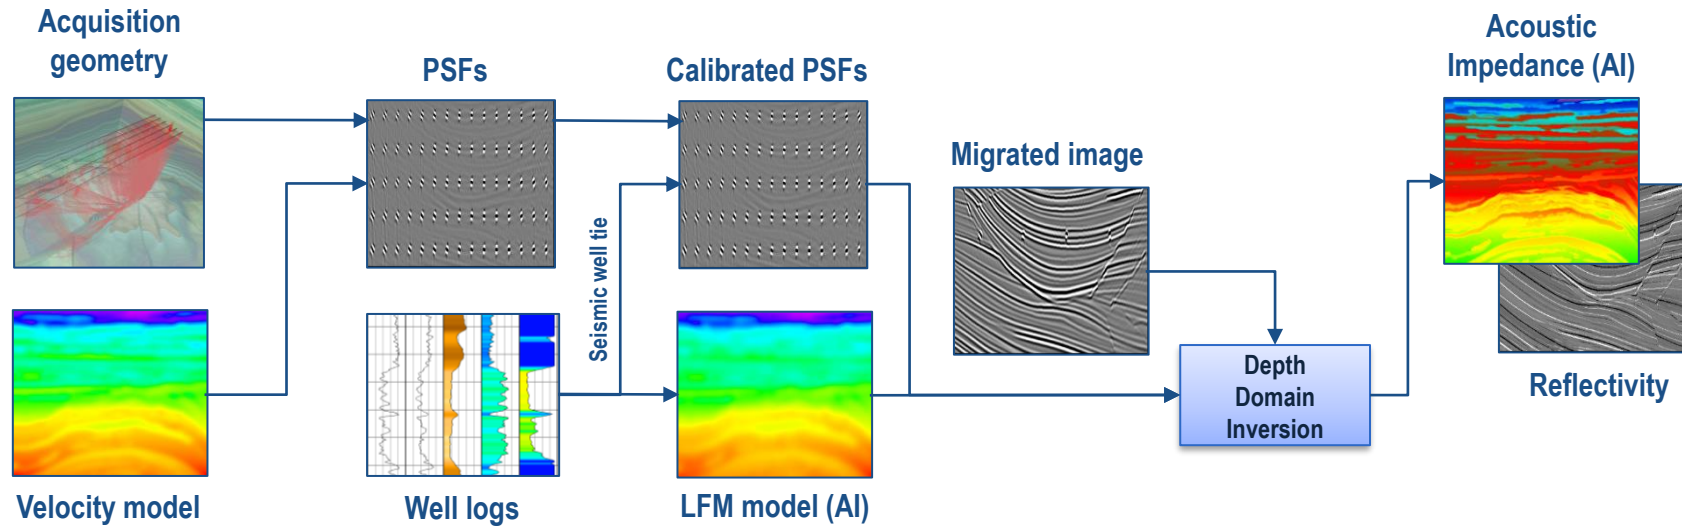 Acquisition
geometry
PSFs
Calibrated PSFs
Migrated image
Acoustic
Impedance (AI)
Seismic well tie
Depth
Domain
Inversion
Reflectivity
Velocity model
Well logs
LFM model (AI)